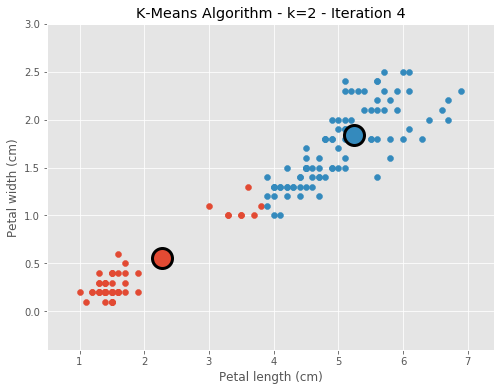 K-Means Algorithm - k=2 - Iteration 4
3.0
2.5
2.0
1.5
1.0
0.5
0.0
Petal width (cm)
1 2 3 4 5 6 7
Petal length (cm)